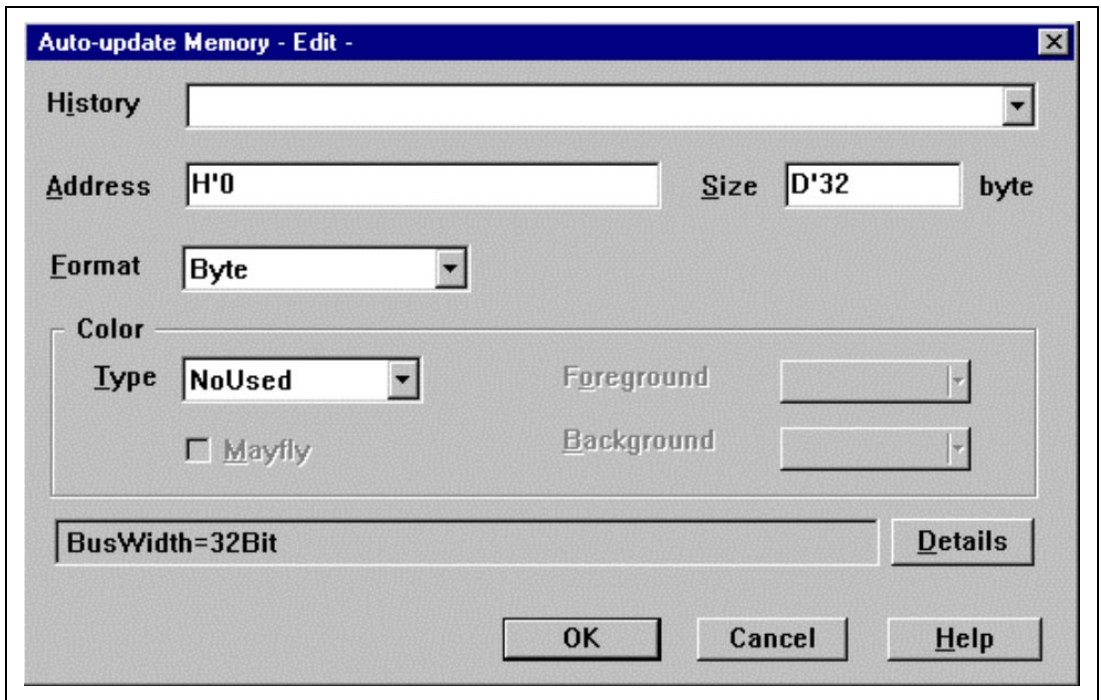 Auto-update Memory - Edit -
History
Address H'0 Size D'32 byte
Format Byte
Color
Type NoUsed Foreground
Mayfly Background
BusWidth=32Bit Details
OK Cancel Help